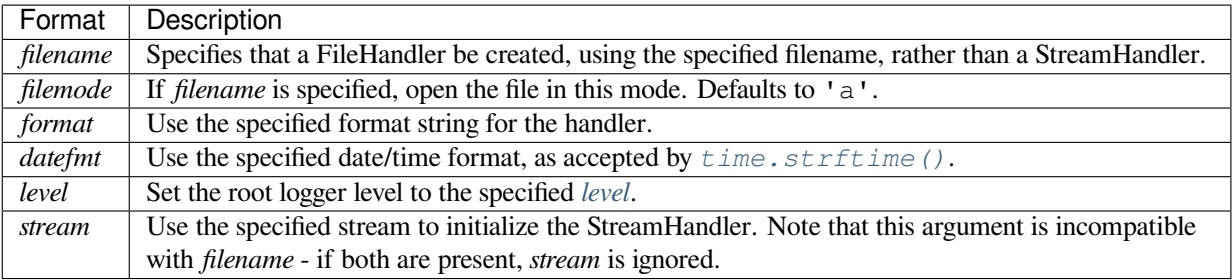 Format Description
filename Specifies that a FileHandler be created, using the specified filename, rather than a StreamHandler.
filemode If filename is specified, open the file in this mode. Defaults to 'a'.
format Use the specified format string for the handler.
datefmt Use the specified date/time format, as accepted by time.strftime().
level Set the root logger level to the specified level.
stream Use the specified stream to initialize the StreamHandler. Note that this argument is incompatible
with filename - if both are present, stream is ignored.